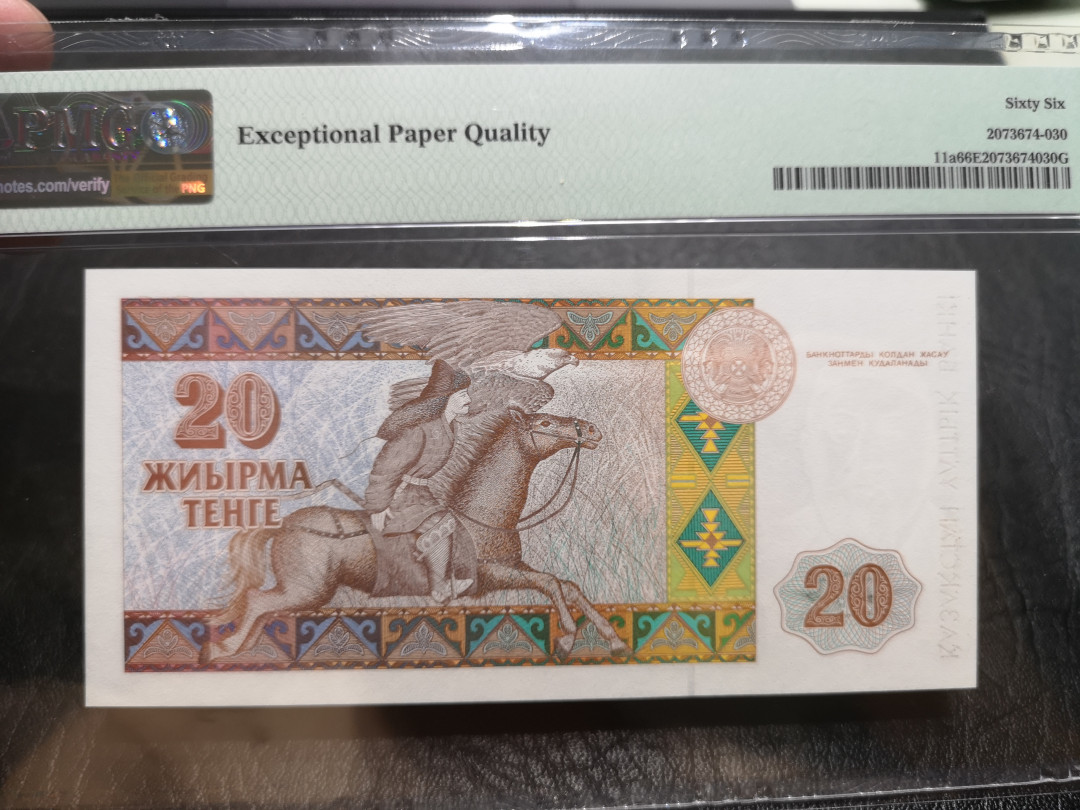 PMG
notes.com/verify
PNG
Exceptional Paper Quality
Sixty Six
2073674-030
11a66E2073674030G
20
ЖИЫРМА
ТЕНГЕ
БАНКНОТТАРДЫ ҚОЛДАН ЖАСАУ
ЗАҢМЕН ҚУДАЛАНАДЫ
20